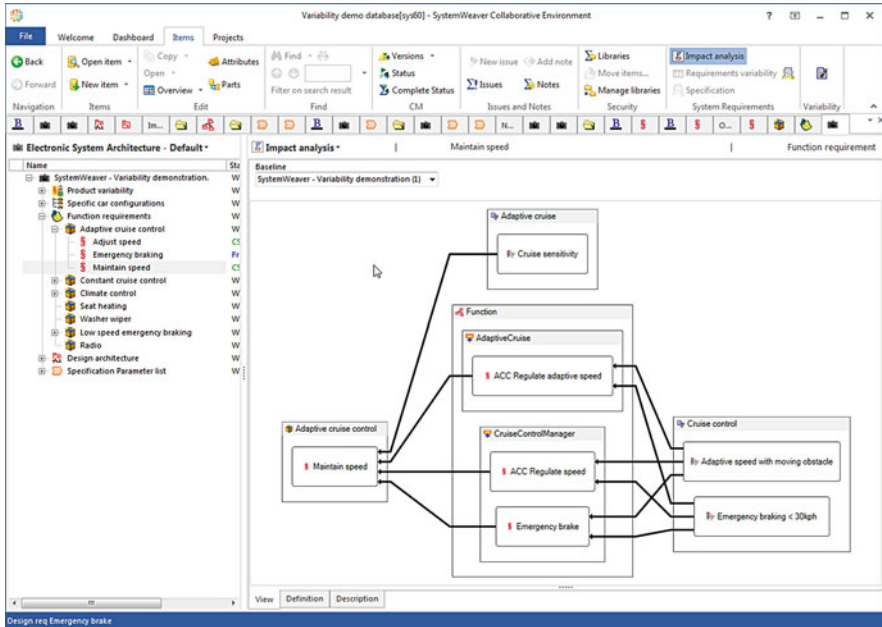 Variability demo database[sys60] - SystemWeaver Collaborative Environment
File Welcome Dashboard Items Projects
Back Open item Copy Attributes Find Versions New issue Add note Libraries Impact analysis
Open Status Move items... Requirements variability
Forward New item Overview Parts Filter on search result Complete Status Issues Notes Manage libraries Specification
Navigation Items Edit Find CM Issues and Notes Security System Requirements Variability
B Im... B N... B § B § O... §
Electronic System Architecture - Default
Impact analysis Maintain speed Function requirement
Name Sta
Baseline
SystemWeaver - Variability demonstration (1)
SystemWeaver - Variability demonstration. W
Product variability W
Specific car configurations W
Function requirements W
Adaptive cruise control W
§ Adjust speed CS
§ Emergency braking Fr
§ Maintain speed CS
Constant cruise control W
Climate control W
Seat heating W
Washer wiper W
Low speed emergency braking W
Radio W
Design architecture W
Specification Parameter list W
Adaptive cruise
Cruise sensitivity
Function
AdaptiveCruise
§ ACC Regulate adaptive speed
Adaptive cruise control
§ Maintain speed
CruiseControlManager
§ ACC Regulate speed
§ Emergency brake
Cruise control
Adaptive speed with moving obstacle
Emergency braking < 30kph
View Definition Description
Design req Emergency brake